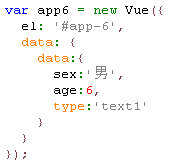 var app6 = new Vue({
  el: '#app-6',
  data: {
    data:{
      sex:'男',
      age:6,
      type:'text1'
    }
  }
});